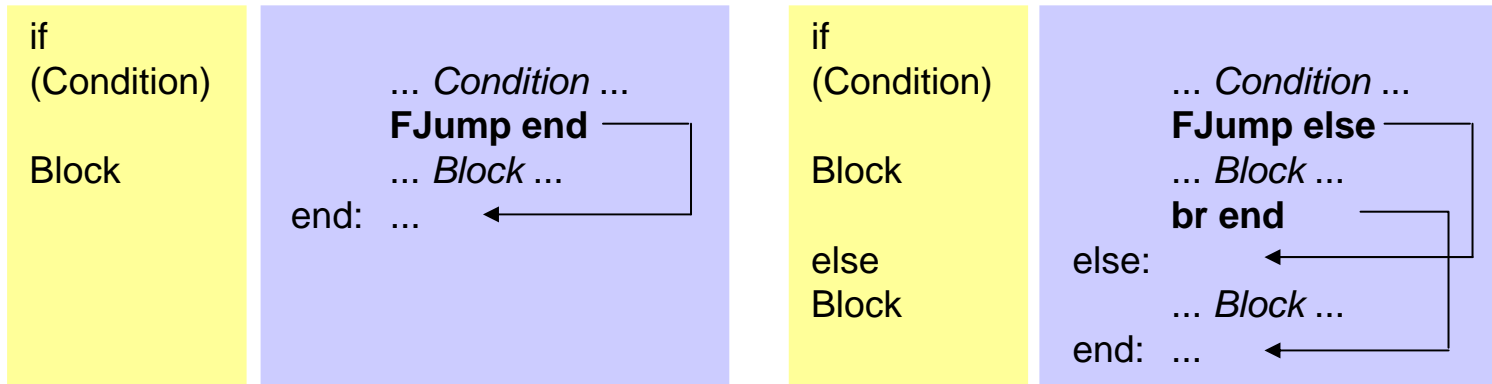 if
(Condition)
Block
... Condition ...
FJump end
... Block ...
end: ...
if
(Condition)
Block
else
Block
... Condition ...
FJump else
... Block ...
br end
else:
... Block ...
end: ...